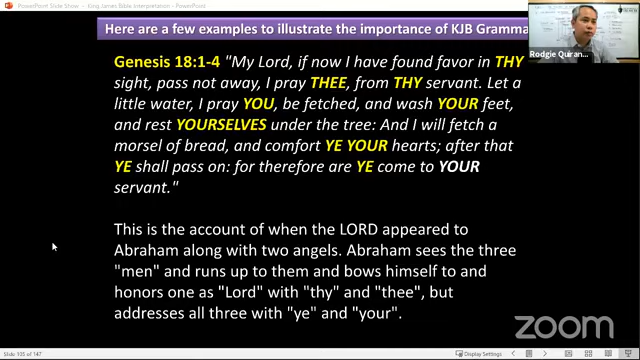 PowerPoint Slide Show - King James Bible Interpretation - PowerPoint
Here are a few examples to illustrate the importance of KJB Gramma
Rodgie Quiran
Genesis 18:1-4 "My Lord, if now I have found favor in THY
sight, pass not away, I pray THEE, from THY servant. Let a
little water, I pray YOU, be fetched, and wash YOUR feet,
and rest YOURSELVES under the tree: And I will fetch a
morsel of bread, and comfort YE YOUR hearts; after that
YE shall pass on: for therefore are YE come to YOUR
servant."
This is the account of when the LORD appeared to
Abraham along with two angels. Abraham sees the three
"men" and runs up to them and bows himself to and
honors one as "Lord" with "thy" and "thee", but
addresses all three with "ye" and "your".
zoom
Slide 105 of 147
Display Settings